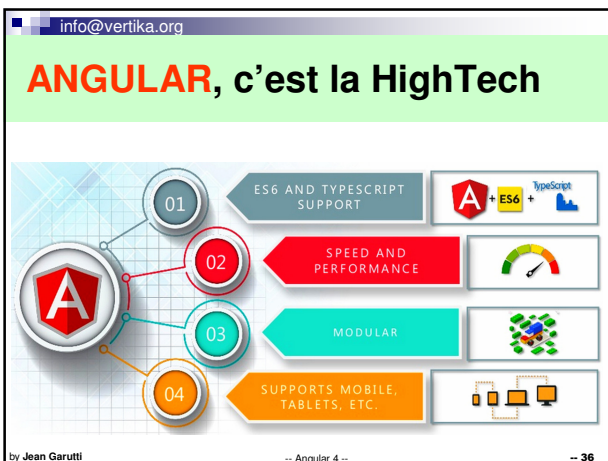 info@vertika.org
ANGULAR, c’est la HighTech
01
ES6 AND TYPESCRIPT
SUPPORT
A + ES6 + TypeScript
02
SPEED AND
PERFORMANCE
03
MODULAR
A
04
SUPPORTS MOBILE,
TABLETS, ETC.
by Jean Garutti
-- Angular 4 --
-- 36